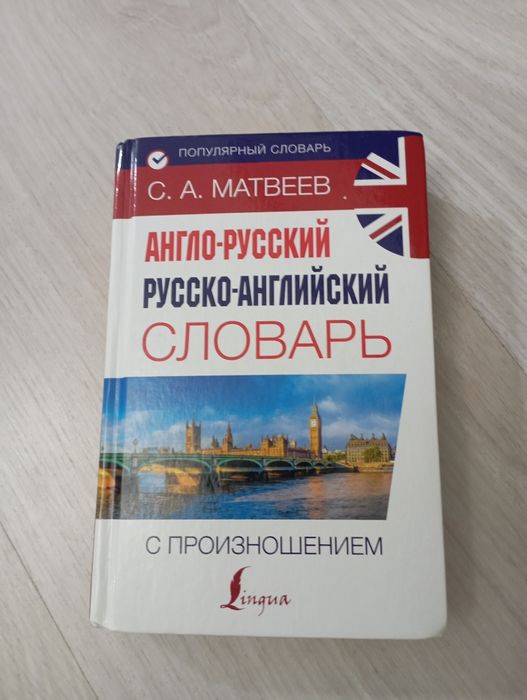 ПОПУЛЯРНЫЙ СЛОВАРЬ
С. А. МАТВЕЕВ
АНГЛО-РУССКИЙ
РУССКО-АНГЛИЙСКИЙ
СЛОВАРЬ
С ПРОИЗНОШЕНИЕМ
Lingua